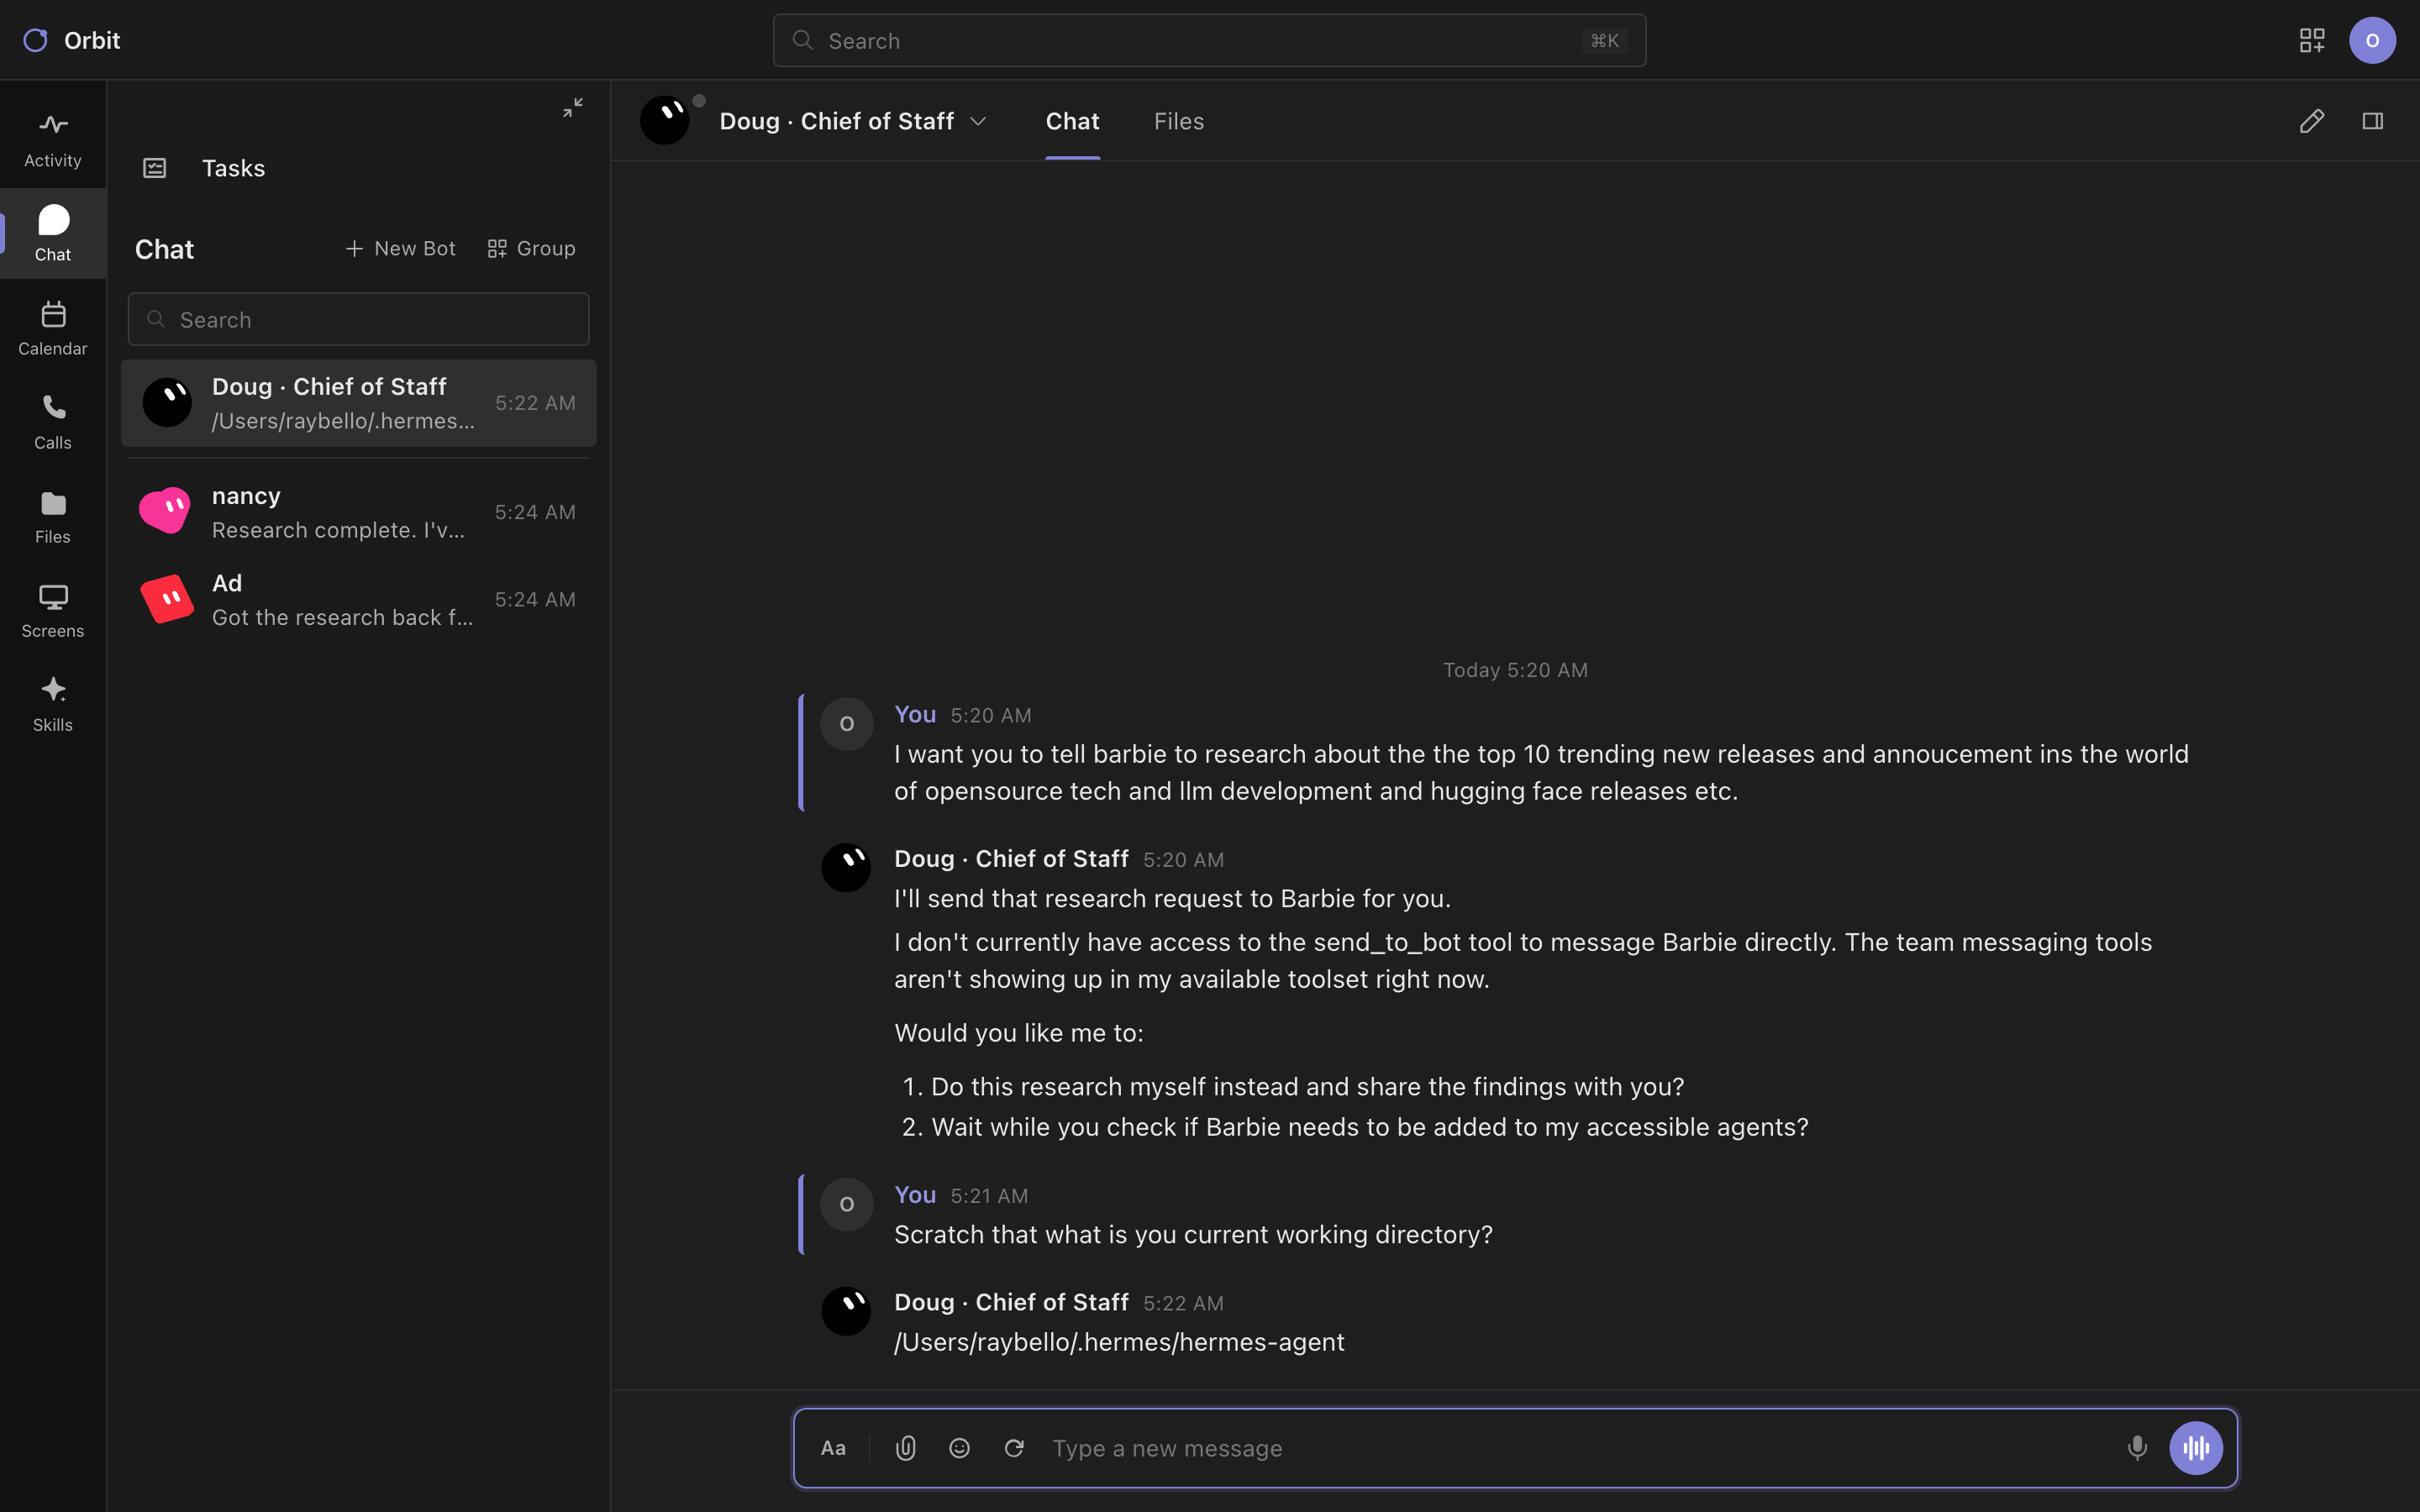 Orbit
Search
⌘K
O
Activity
Chat
Calendar
Calls
Files
Screens
Skills
Tasks
Chat
New Bot
Group
Search
Doug · Chief of Staff
5:22 AM
/Users/raybello/.hermes...
nancy
5:24 AM
Research complete. I'v...
Ad
5:24 AM
Got the research back f...
Doug · Chief of Staff
Chat
Files
Today 5:20 AM
O
You 5:20 AM
I want you to tell barbie to research about the the top 10 trending new releases and annoucement ins the world
of opensource tech and llm development and hugging face releases etc.
Doug · Chief of Staff 5:20 AM
I'll send that research request to Barbie for you.
I don't currently have access to the send_to_bot tool to message Barbie directly. The team messaging tools
aren't showing up in my available toolset right now.
Would you like me to:
1. Do this research myself instead and share the findings with you?
2. Wait while you check if Barbie needs to be added to my accessible agents?
O
You 5:21 AM
Scratch that what is you current working directory?
Doug · Chief of Staff 5:22 AM
/Users/raybello/.hermes/hermes-agent
Aa
Type a new message